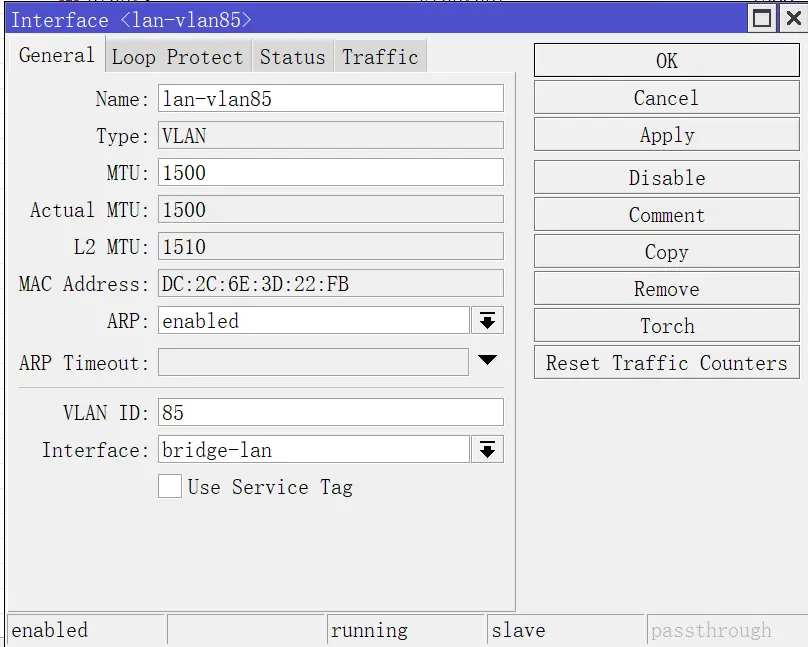 Interface <lan-vlan85>
General Loop Protect Status Traffic
Name: lan-vlan85
Type: VLAN
MTU: 1500
Actual MTU: 1500
L2 MTU: 1510
MAC Address: DC:2C:6E:3D:22:FB
ARP: enabled
ARP Timeout:
VLAN ID: 85
Interface: bridge-lan
Use Service Tag
OK
Cancel
Apply
Disable
Comment
Copy
Remove
Torch
Reset Traffic Counters
enabled running slave passthrough